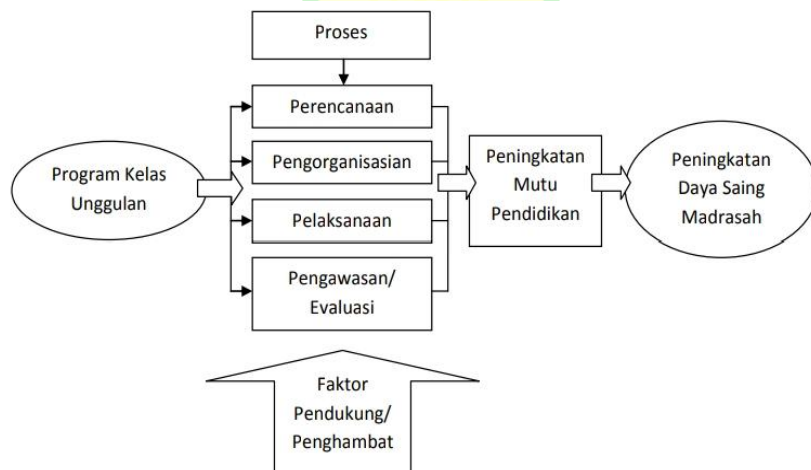 Proses
Perencanaan
Pengorganisasian
Pelaksanaan
Pengawasan/
Evaluasi
Program Kelas
Unggulan
Peningkatan
Mutu
Pendidikan
Peningkatan
Daya Saing
Madrasah
Faktor
Pendukung/
Penghambat